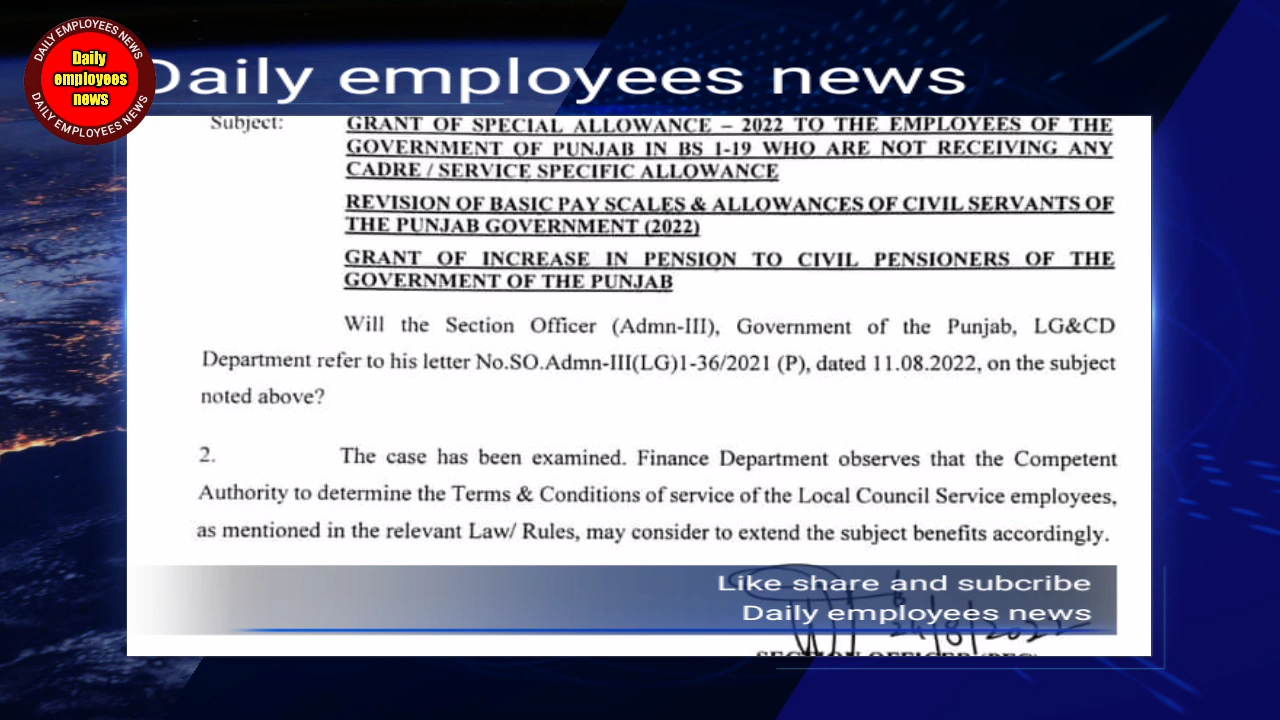 DAILY EMPLOYEES NEWS
Daily
employees
news
DAILY EMPLOYEES NEWS
Daily employees news
Subject:
GRANT OF SPECIAL ALLOWANCE – 2022 TO THE EMPLOYEES OF THE
GOVERNMENT OF PUNJAB IN BS 1-19 WHO ARE NOT RECEIVING ANY
CADRE / SERVICE SPECIFIC ALLOWANCE
REVISION OF BASIC PAY SCALES & ALLOWANCES OF CIVIL SERVANTS OF
THE PUNJAB GOVERNMENT (2022)
GRANT OF INCREASE IN PENSION TO CIVIL PENSIONERS OF THE
GOVERNMENT OF THE PUNJAB
Will the Section Officer (Admn-III), Government of the Punjab, LG&CD
Department refer to his letter No.SO.Admn-III(LG)1-36/2021 (P), dated 11.08.2022, on the subject
noted above?
2. The case has been examined. Finance Department observes that the Competent
Authority to determine the Terms & Conditions of service of the Local Council Service employees,
as mentioned in the relevant Law/ Rules, may consider to extend the subject benefits accordingly.
Like share and subcribe
Daily employees news
SECTION OFFICER